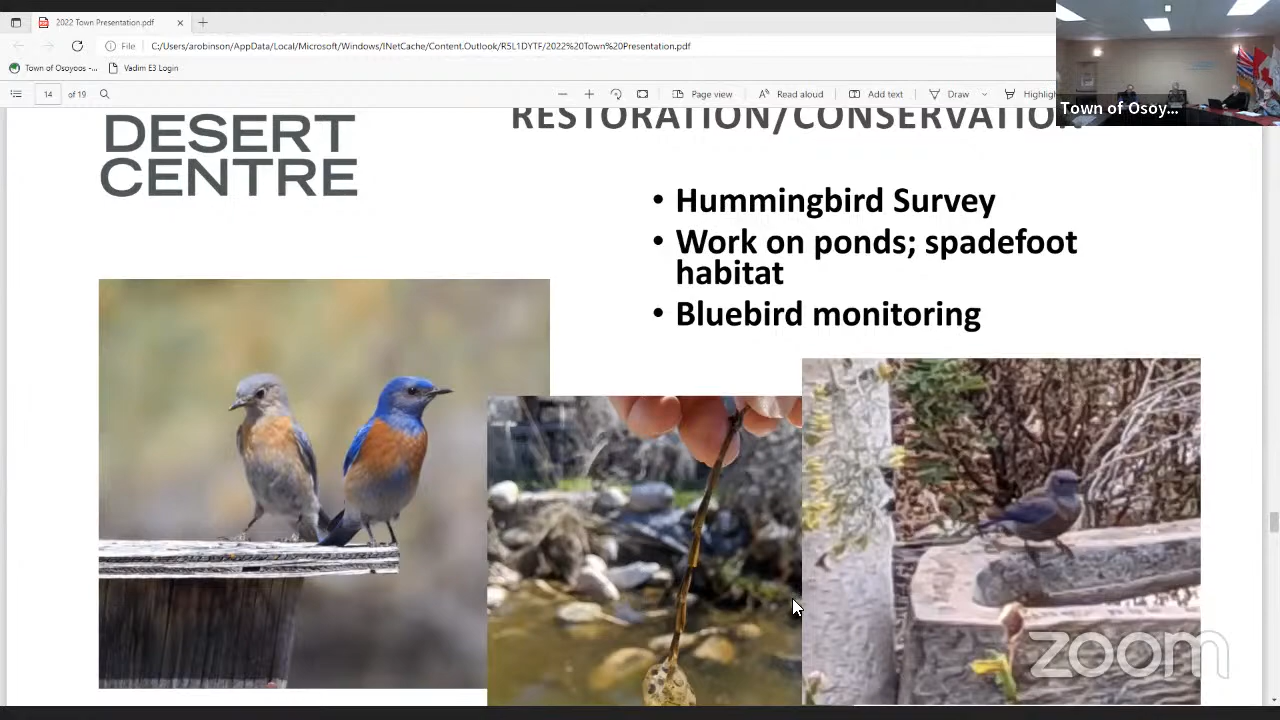 2022 Town Presentation.pdf
File
C:/Users/arobinson/AppData/Local/Microsoft/Windows/INetCache/Content.Outlook/R5L1DYTF/2022%20Town%20Presentation.pdf
Town of Osoyoos -...
Vadim E3 Login
14 of 19
Page view
Read aloud
Add text
Draw
Highligh
Town of Osoy...
DESERT
CENTRE
RESTORATION/CONSERVATION
• Hummingbird Survey
• Work on ponds; spadefoot
habitat
• Bluebird monitoring
zoom